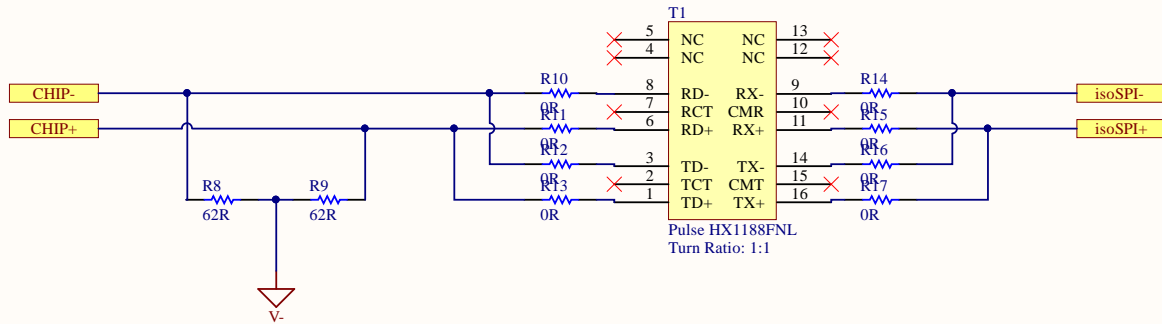 T1
5 NC NC 13
4 NC NC 12
CHIP- R10 0R 8 RD- RX- 9 R14 0R isoSPI-
7 RCT CMR 10
CHIP+ R11 0R 6 RD+ RX+ 11 R15 0R isoSPI+
R12 0R 3 TD- TX- 14 R16 0R
2 TCT CMT 15
R8 62R R9 62R R13 0R 1 TD+ TX+ 16 R17 0R
Pulse HX1188FNL
Turn Ratio: 1:1
V-